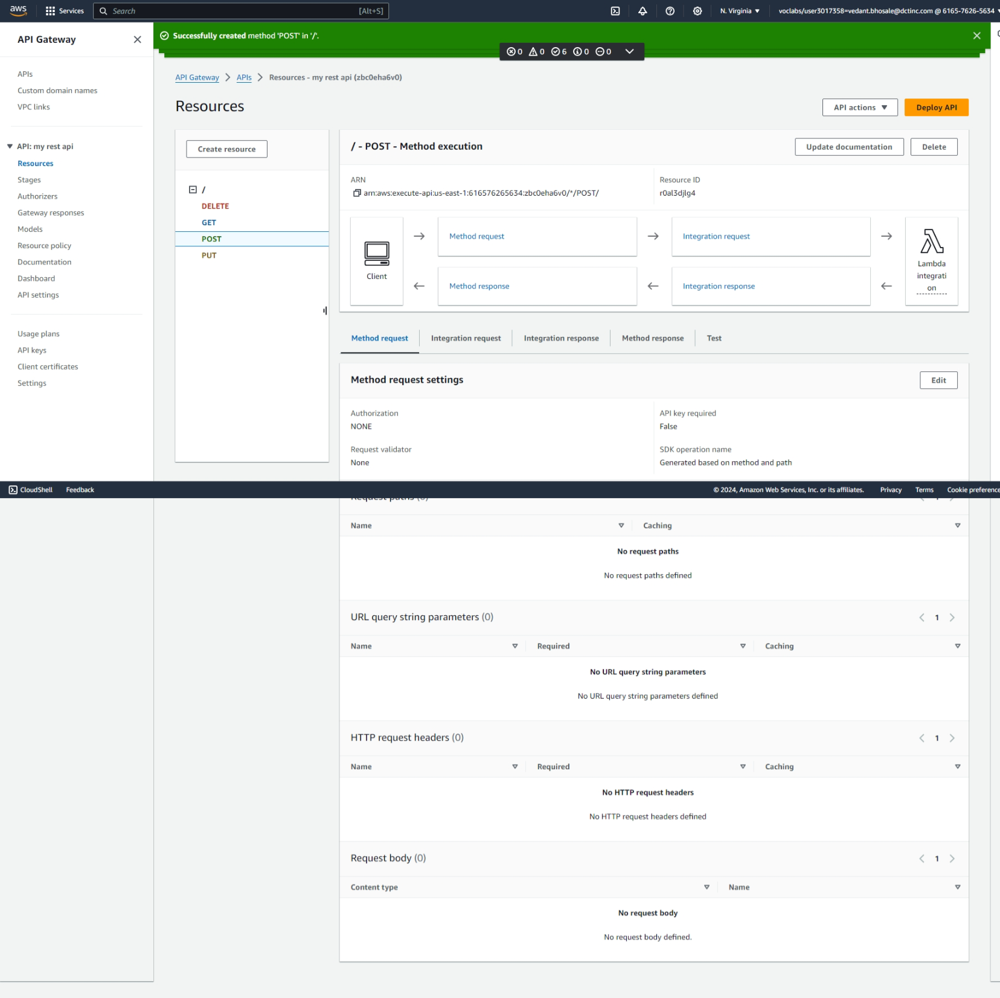 aws
Services
Search
[Alt+S]
N. Virginia
voclabs/user3017358=vedant.bhosale@dctinc.com @ 6165-7626-5634
API Gateway
APIs
Custom domain names
VPC links
API: my rest api
Resources
Stages
Authorizers
Gateway responses
Models
Resource policy
Documentation
Dashboard
API settings
Usage plans
API keys
Client certificates
Settings
Successfully created method 'POST' in '/'.
0 0 6 0 0
API Gateway
APIs
Resources - my rest api (zbc0eha6v0)
Resources
API actions
Deploy API
Create resource
/
DELETE
GET
POST
PUT
/ - POST - Method execution
Update documentation
Delete
ARN
arn:aws:execute-api:us-east-1:616576265634:zbc0eha6v0/*/POST/
Resource ID
r0al3djlg4
Client
Method request
Integration request
Method response
Integration response
Lambda
integrati
on
Method request
Integration request
Integration response
Method response
Test
Method request settings
Edit
Authorization
NONE
API key required
False
Request validator
None
SDK operation name
Generated based on method and path
CloudShell
Feedback
© 2024, Amazon Web Services, Inc. or its affiliates.
Privacy
Terms
Cookie preference
Request paths (0)
1
Name
Caching
No request paths
No request paths defined
URL query string parameters (0)
1
Name
Required
Caching
No URL query string parameters
No URL query string parameters defined
HTTP request headers (0)
1
Name
Required
Caching
No HTTP request headers
No HTTP request headers defined
Request body (0)
1
Content type
Name
No request body
No request body defined.